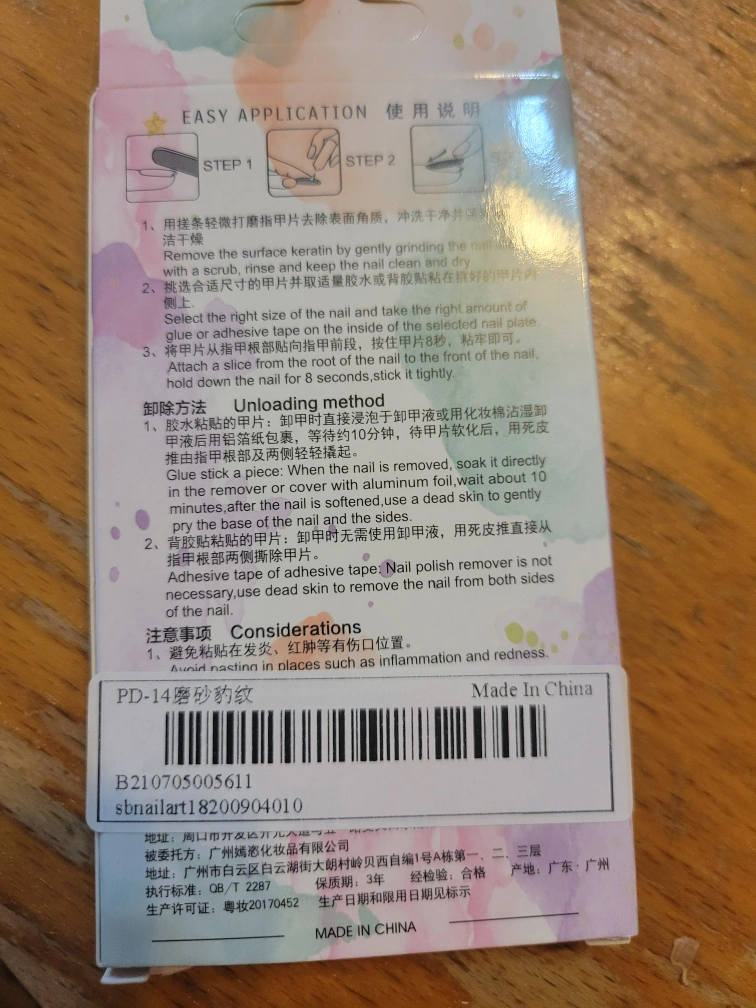 EASY APPLICATION 使用说明
STEP 1 STEP 2
1、用搓条轻微打磨指甲片去除表面角质，冲洗干净并
洁干燥
Remove the surface keratin by gently grinding the nail
with a scrub, rinse and keep the nail clean and dry
2、挑选合适尺寸的甲片并取适量胶水或背胶贴粘在挑好的甲片内
侧上.
Select the right size of the nail and take the right amount of
glue or adhesive tape on the inside of the selected nail plate.
3、将甲片从指甲根部贴向指甲前段，按住甲片8秒，粘牢即可。
Attach a slice from the root of the nail to the front of the nail,
hold down the nail for 8 seconds,stick it tightly.
卸除方法 Unloading method
1、胶水粘贴的甲片：卸甲时直接浸泡于卸甲液或用化妆棉沾湿卸
甲液后用铝箔纸包裹，等待约10分钟，待甲片软化后，用死皮
推由指甲根部及两侧轻轻撬起。
Glue stick a piece: When the nail is removed, soak it directly
in the remover or cover with aluminum foil,wait about 10
minutes,after the nail is softened,use a dead skin to gently
pry the base of the nail and the sides.
2、背胶贴粘贴的甲片：卸甲时无需使用卸甲液，用死皮推直接从
指甲根部两侧撕除甲片。
Adhesive tape of adhesive tape: Nail polish remover is not
necessary,use dead skin to remove the nail from both sides
of the nail.
注意事项 Considerations
1、避免粘贴在发炎、红肿等有伤口位置。
Avoid pasting in places such as inflammation and redness.
PD-14磨砂豹纹 Made In China
B210705005611
sbnailart18200904010
地址：周口市开发区开元大道
被委托方：广州嫣恣化妆品有限公司
地址：广州市白云区白云湖街大朗村岭贝西自编1号A栋第一、二、三层
执行标准：QB/T 2287 保质期：3年 经检验：合格 产地：广东·广州
生产许可证：粤妆20170452 生产日期和限用日期见标示
MADE IN CHINA